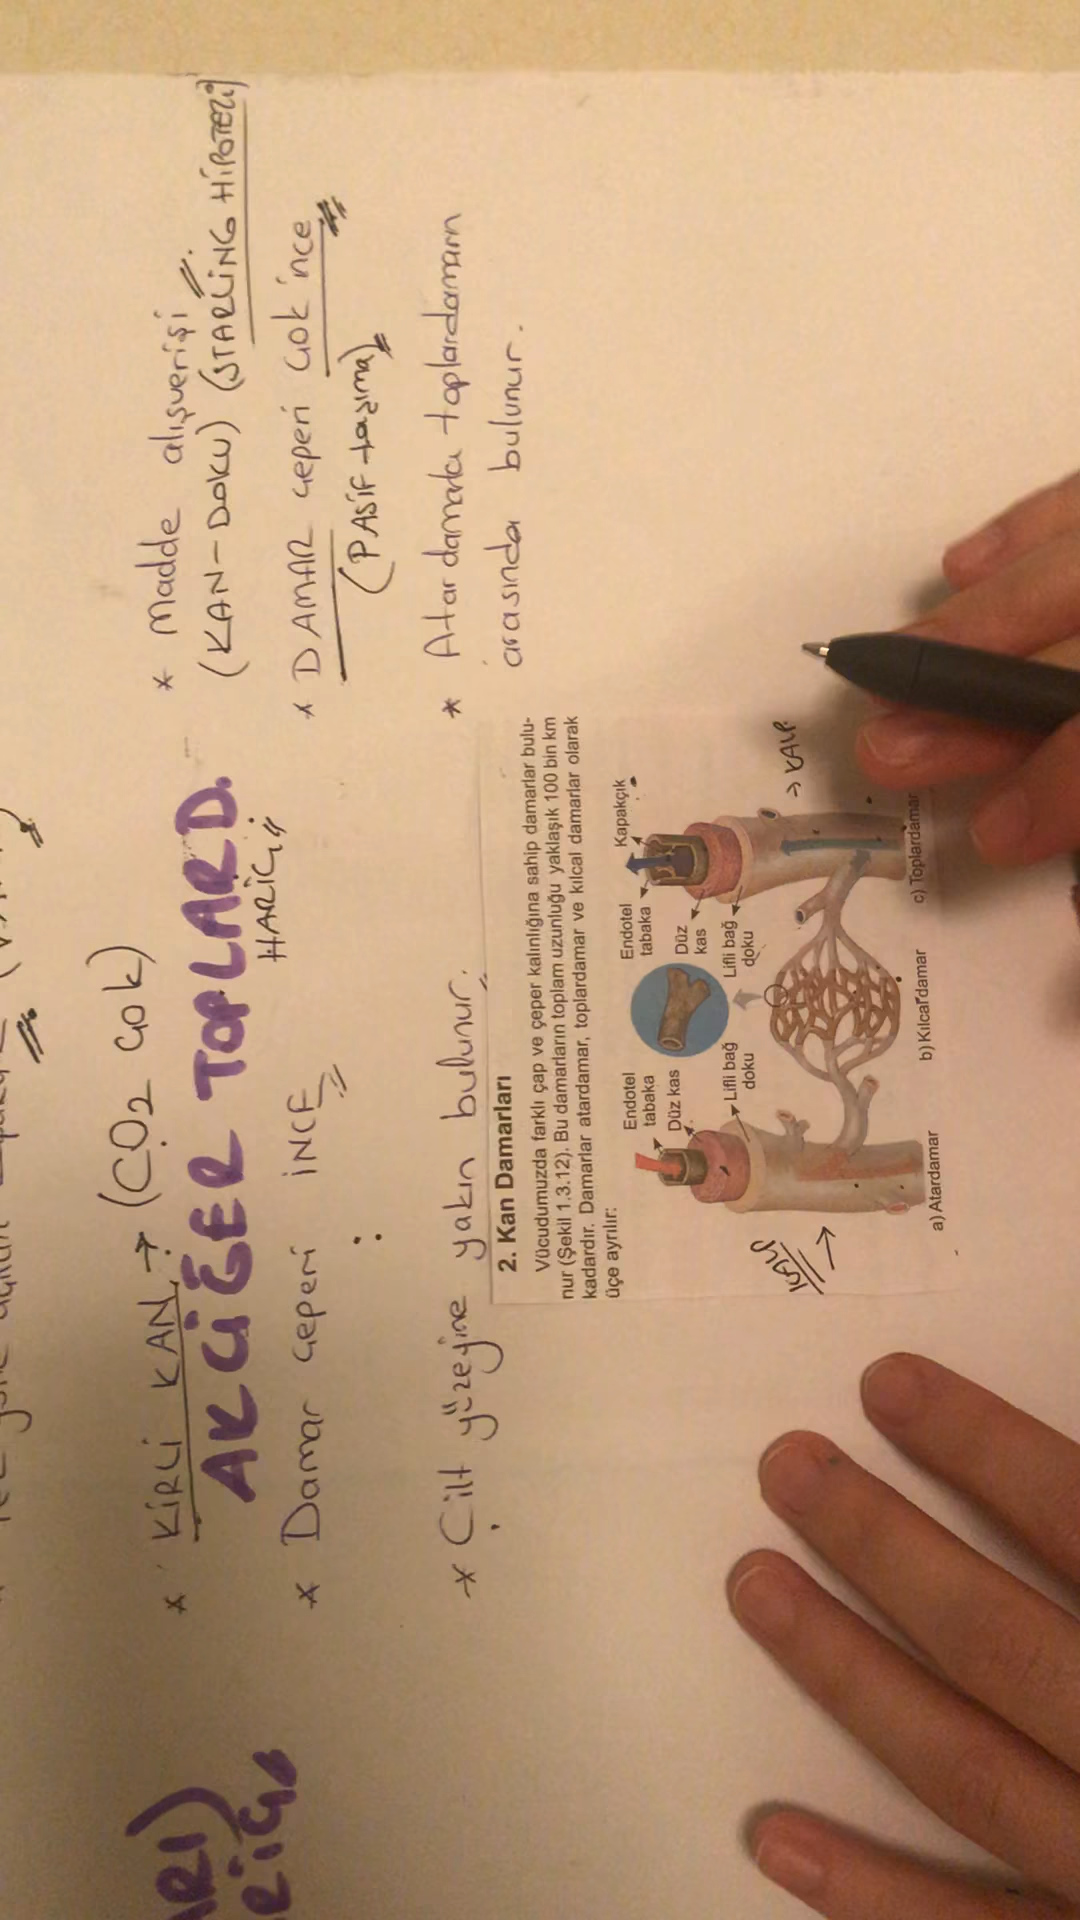 * KİRLİ KAN → (CO2 çok)
AKCİĞER TOPLARD.
HARİÇ
* Damar çeperi İNCE
* Cilt yüzeyine yakın bulunur.
* Madde alışverişi
(KAN-DOKU) (STARLİNG HİPOTEZİ)
* DAMAR çeperi çok ince
(PASİF taşıma)
* Atardamarla toplardamarın
arasında bulunur.
2. Kan Damarları
Vücudumuzda farklı çap ve çeper kalınlığına sahip damarlar bulu-
nur (Şekil 1.3.12). Bu damarların toplam uzunluğu yaklaşık 100 bin km
kadardır. Damarlar atardamar, toplardamar ve kılcal damarlar olarak
üçe ayrılır:
Endotel
tabaka
Düz kas
Lifli bağ
doku
Endotel
tabaka
Kapakçık
Düz
kas
Lifli bağ
doku
KALP
→
→ KALP
a) Atardamar
b) Kılcal damar
c) Toplardamar